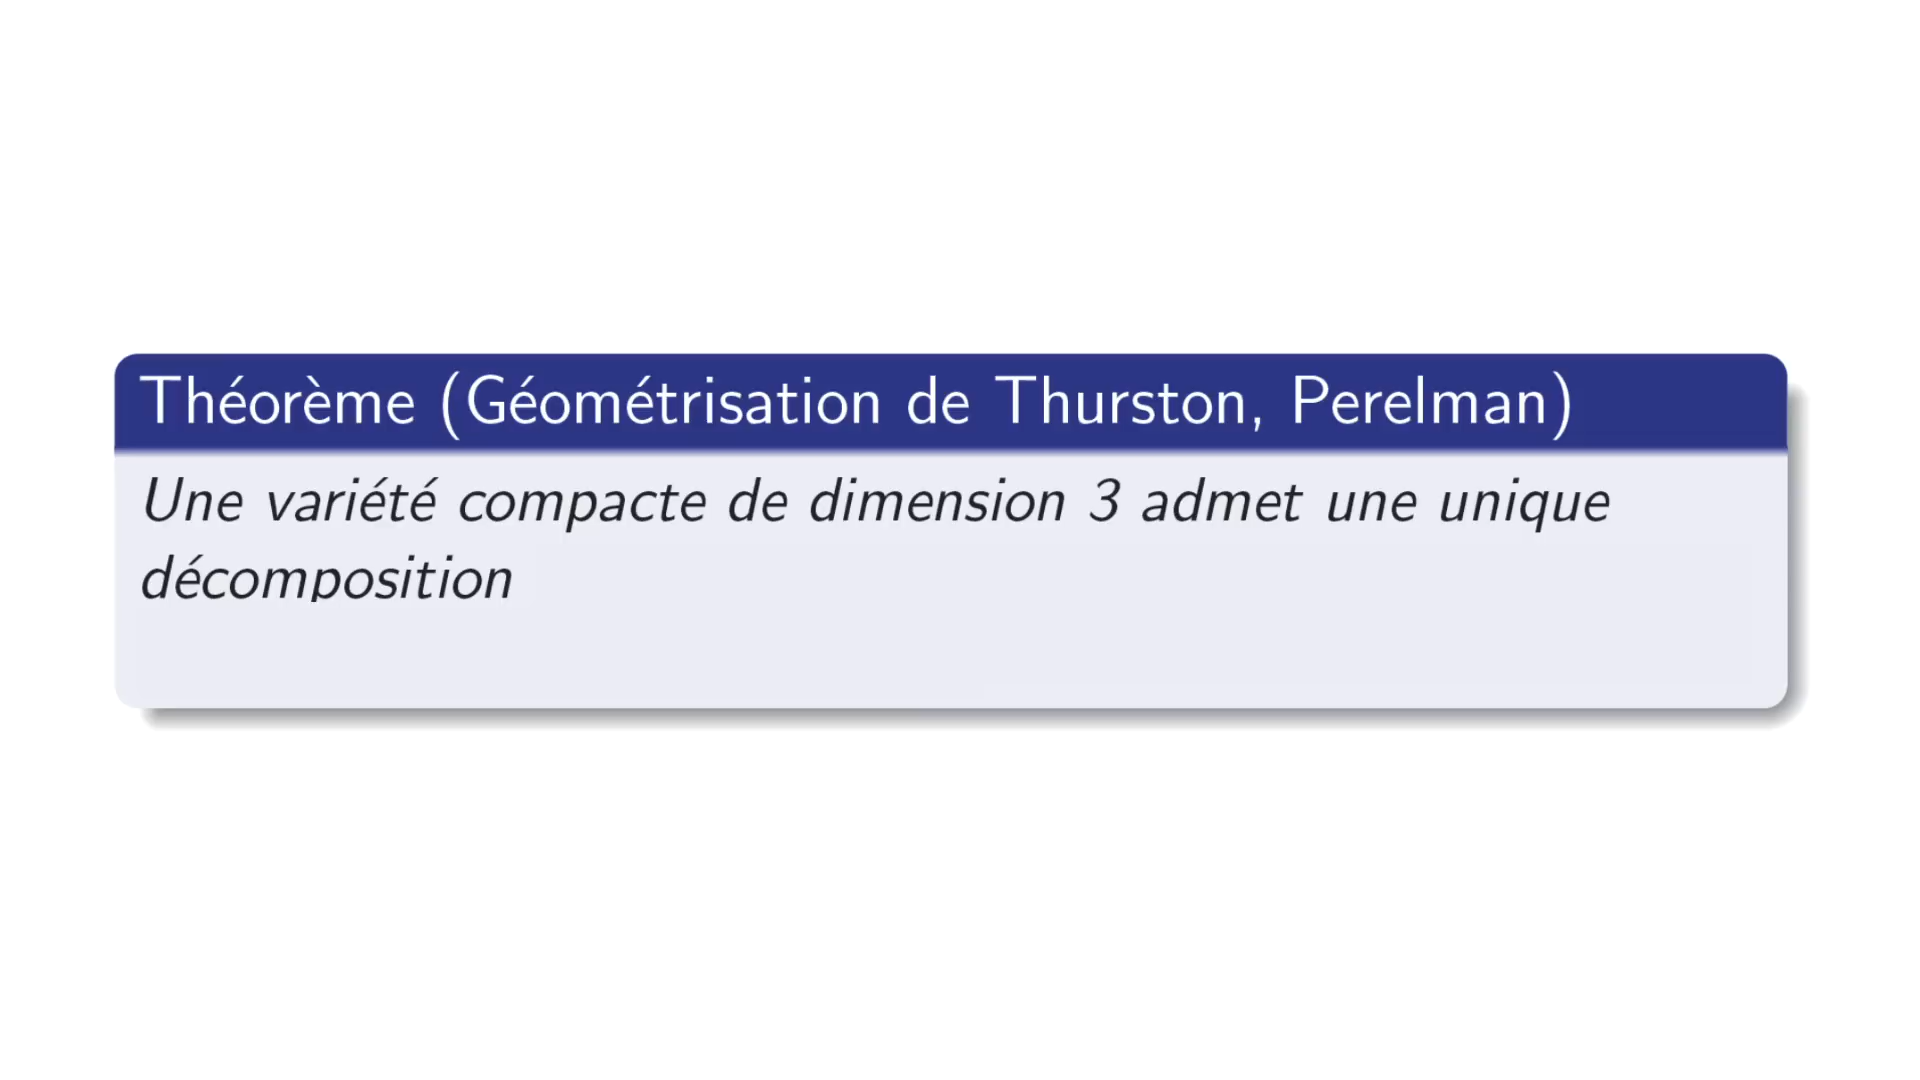 Théorème (Géométrisation de Thurston, Perelman)
Une variété compacte de dimension 3 admet une unique
décomposition